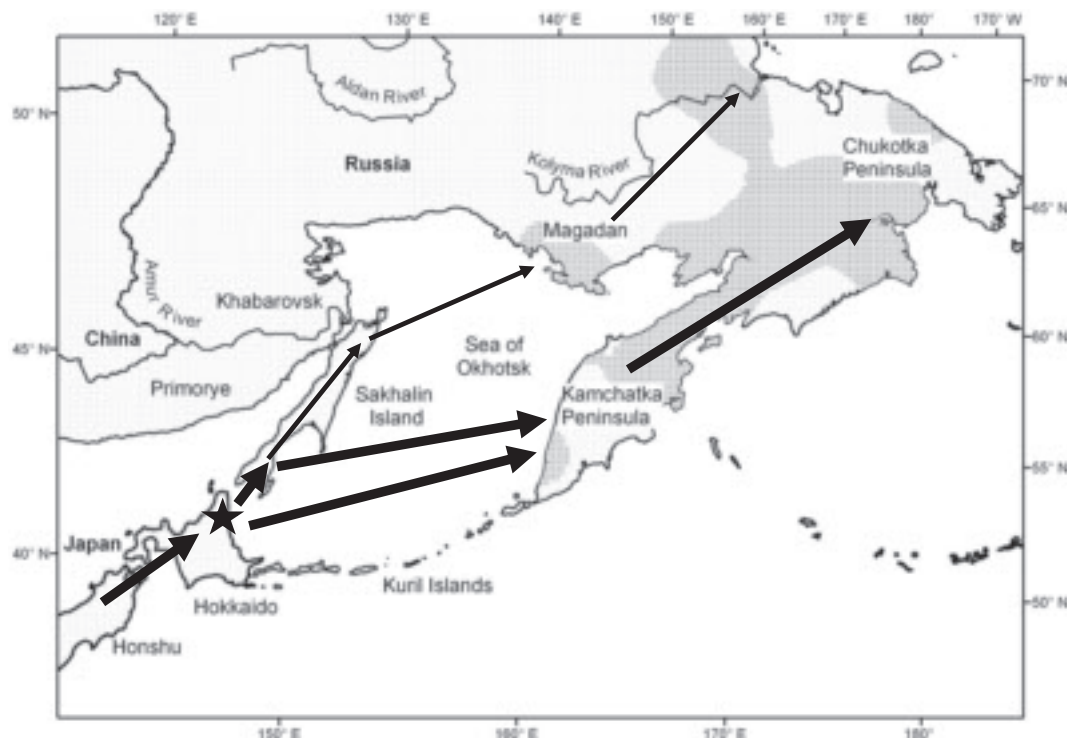 120° E 130° E 140° E 150° E 160° E 170° E 180° 170° W
70° N
50° N
Aldan River
Russia
Kolyma River
Chukotka
Peninsula
65° N
Magadan
Amur River
Khabarovsk
China
45° N
60° N
Sea of
Okhotsk
Primorye
Sakhalin
Island
Kamchatka
Peninsula
55° N
Japan
40° N
Kuril Islands
Hokkaido
50° N
Honshu
150° E 160° E 170° E 180°